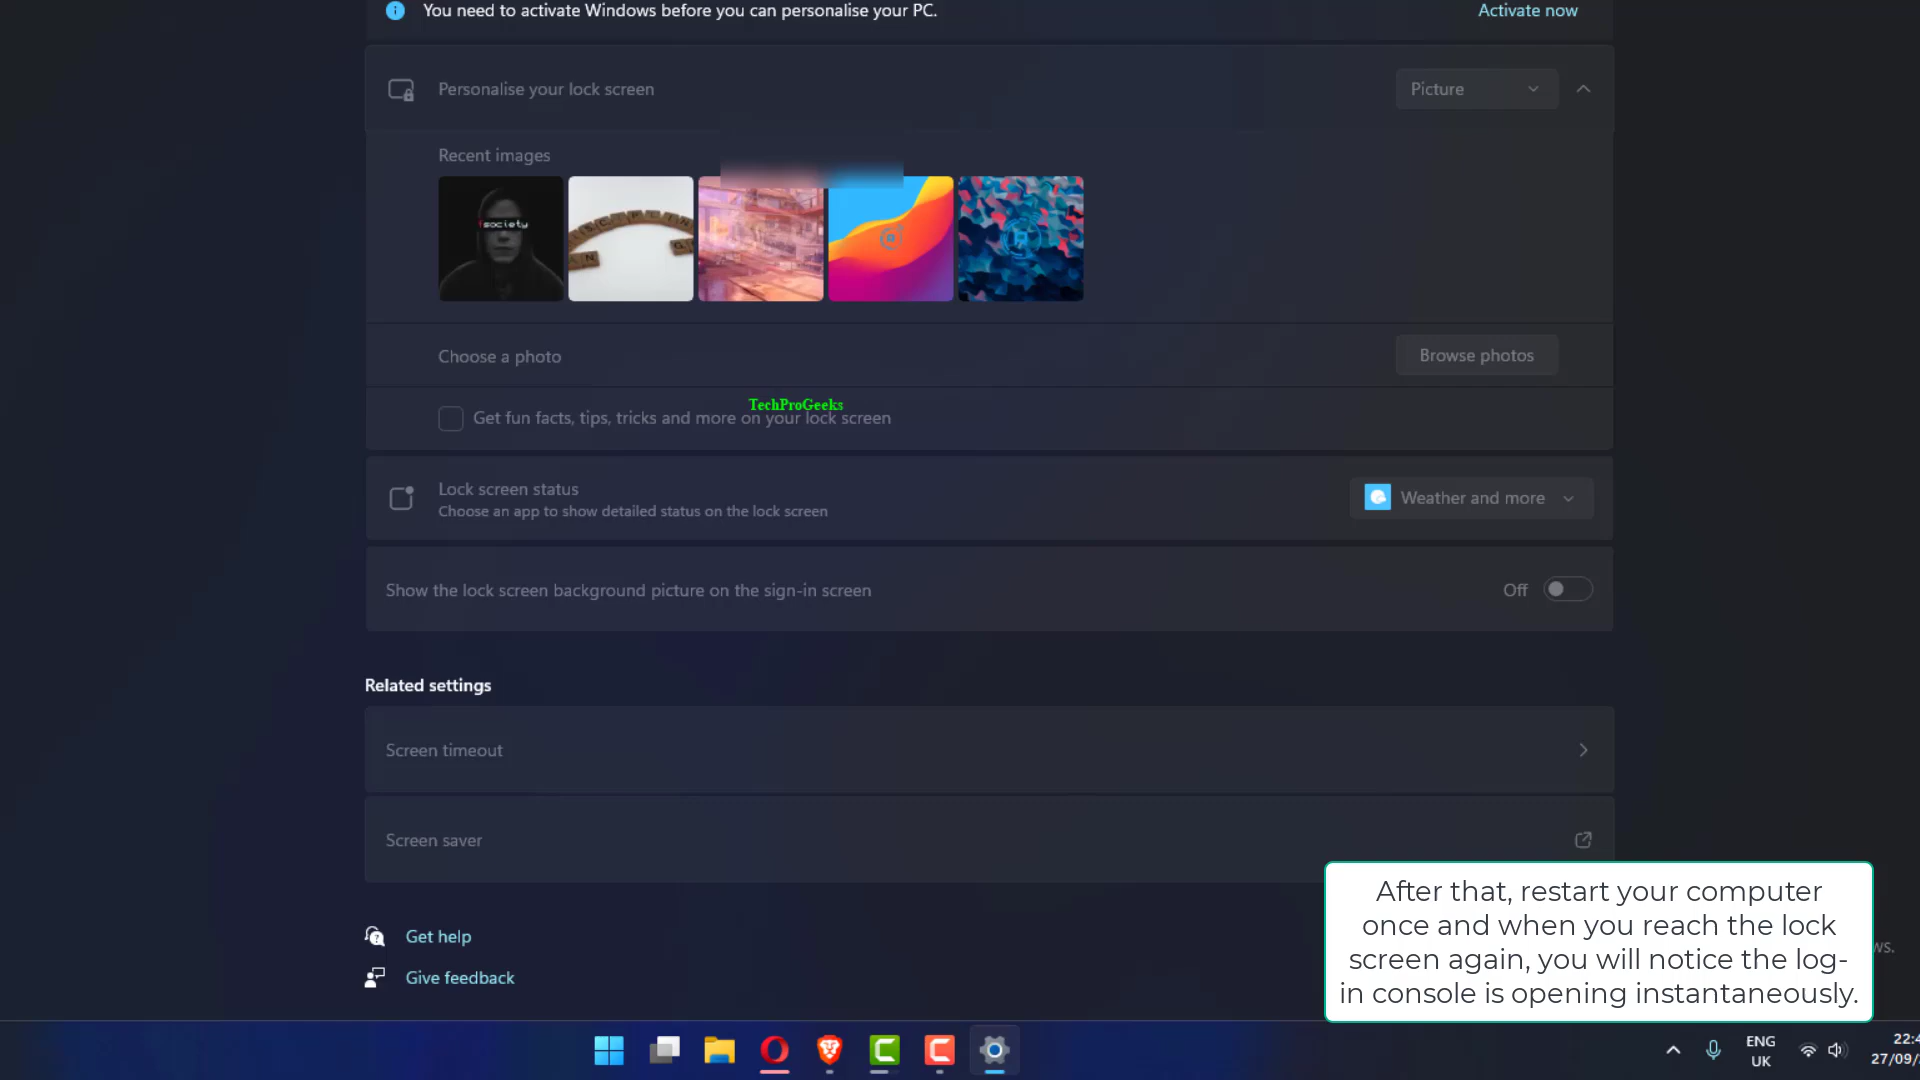 You need to activate Windows before you can personalise your PC.
Activate now
Personalise your lock screen
Picture
Recent images
society
Choose a photo
Browse photos
TechProGeeks
Get fun facts, tips, tricks and more on your lock screen
Lock screen status
Choose an app to show detailed status on the lock screen
Weather and more
Show the lock screen background picture on the sign-in screen
Off
Related settings
Screen timeout
Screen saver
Get help
Give feedback
After that, restart your computer
once and when you reach the lock
screen again, you will notice the log-
in console is opening instantaneously.
ws.
ENG
UK
22:4
27/09/